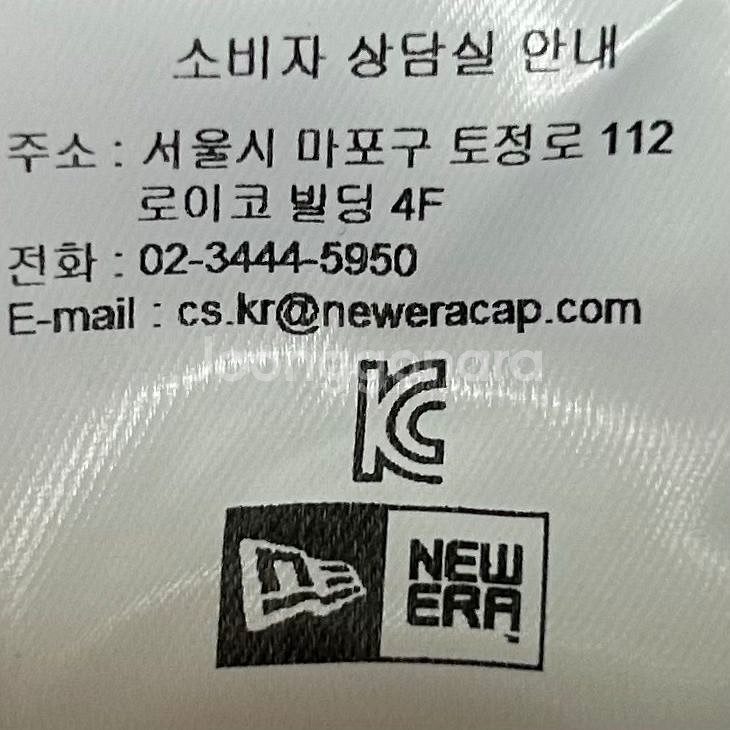 소비자 상담실 안내
주소 : 서울시 마포구 토정로 112
로이코 빌딩 4F
전화 : 02-3444-5950
E-mail : cs.kr@neweracap.com
joonggonara
KC
NEW
ERA